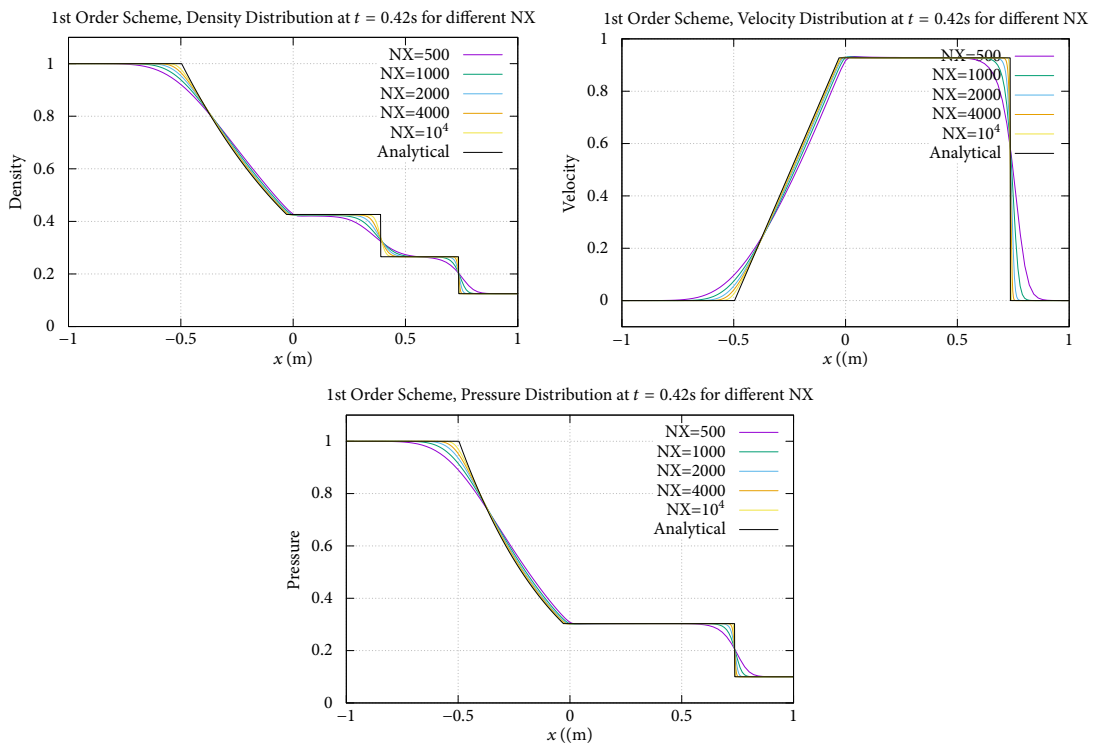 1st Order Scheme, Density Distribution at t = 0.42s for different NX
1
0.8
0.6
0.4
0.2
0
Density
NX=500
NX=1000
NX=2000
NX=4000
NX=10⁴
Analytical
−1
−0.5
0
0.5
1
x (m)
1st Order Scheme, Velocity Distribution at t = 0.42s for different NX
1
0.8
0.6
0.4
0.2
0
Velocity
NX=500
NX=1000
NX=2000
NX=4000
NX=10⁴
Analytical
−1
−0.5
0
0.5
1
x ((m)
1st Order Scheme, Pressure Distribution at t = 0.42s for different NX
1
0.8
0.6
0.4
0.2
0
Pressure
NX=500
NX=1000
NX=2000
NX=4000
NX=10⁴
Analytical
−1
−0.5
0
0.5
1
x ((m)